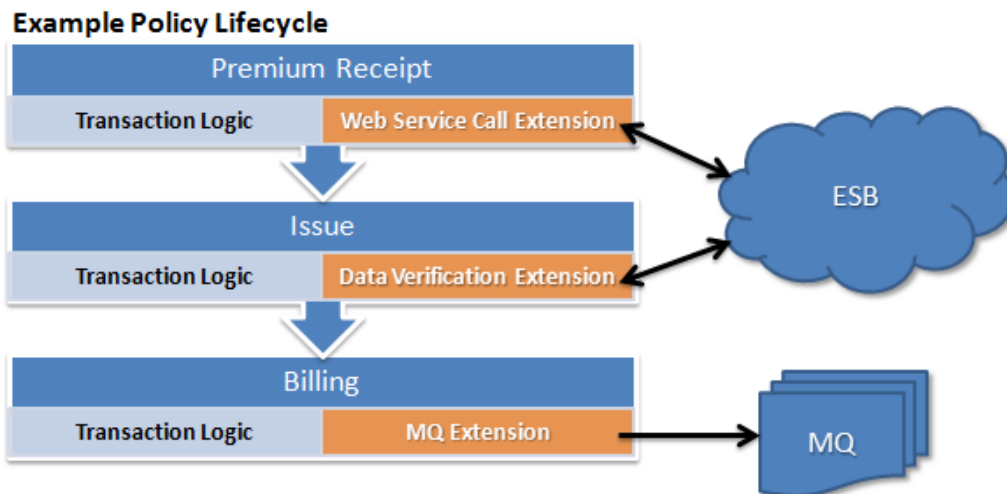 Example Policy Lifecycle
Premium Receipt
Transaction Logic
Web Service Call Extension
ESB
Issue
Transaction Logic
Data Verification Extension
Billing
Transaction Logic
MQ Extension
MQ